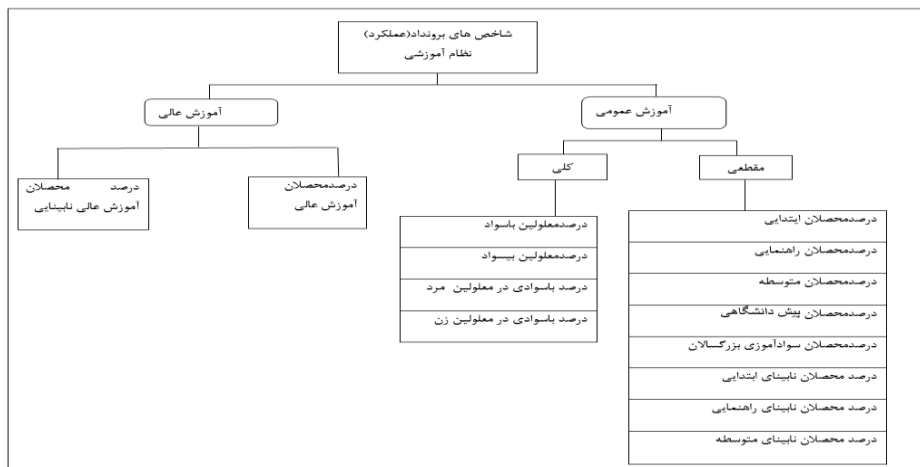 شاخص های برونداد(عملکرد)
نظام آموزشی
آموزش عمومی
آموزش عالی
مقطعی
کلی
درصدمحصلان
آموزش عالی
درصد محصلان
آموزش عالی نابینایی
درصدمحصلان ابتدایی
درصدمحصلان راهنمایی
درصدمحصلان متوسطه
درصدمحصلان پیش دانشگاهی
درصدمحصلان سوادآموزی بزرگسالان
درصد محصلان نابینای ابتدایی
درصد محصلان نابینای راهنمایی
درصد محصلان نابینای متوسطه
درصدمعلولین باسواد
درصدمعلولین بیسواد
درصد باسوادی در معلولین مرد
درصد باسوادی در معلولین زن